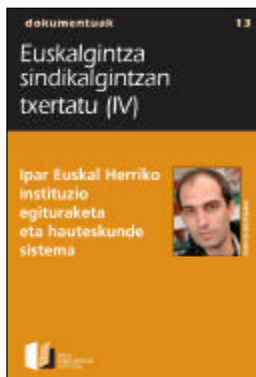 dokumentuak 13
Euskalgintza
sindikalgintzan
txertatu (IV)
Ipar Euskal Herriko
instituzio
egituraketa
eta hauteskunde
sistema